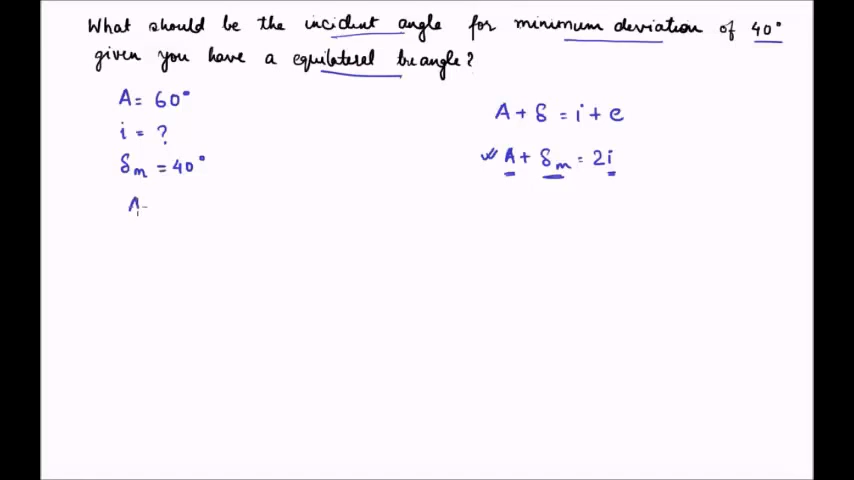 What should be the incident angle for minimum deviation of 40°
given you have a equilateral triangle?
A = 60°
i = ?
δm = 40°
A
A + δ = i + e
A + δm = 2i